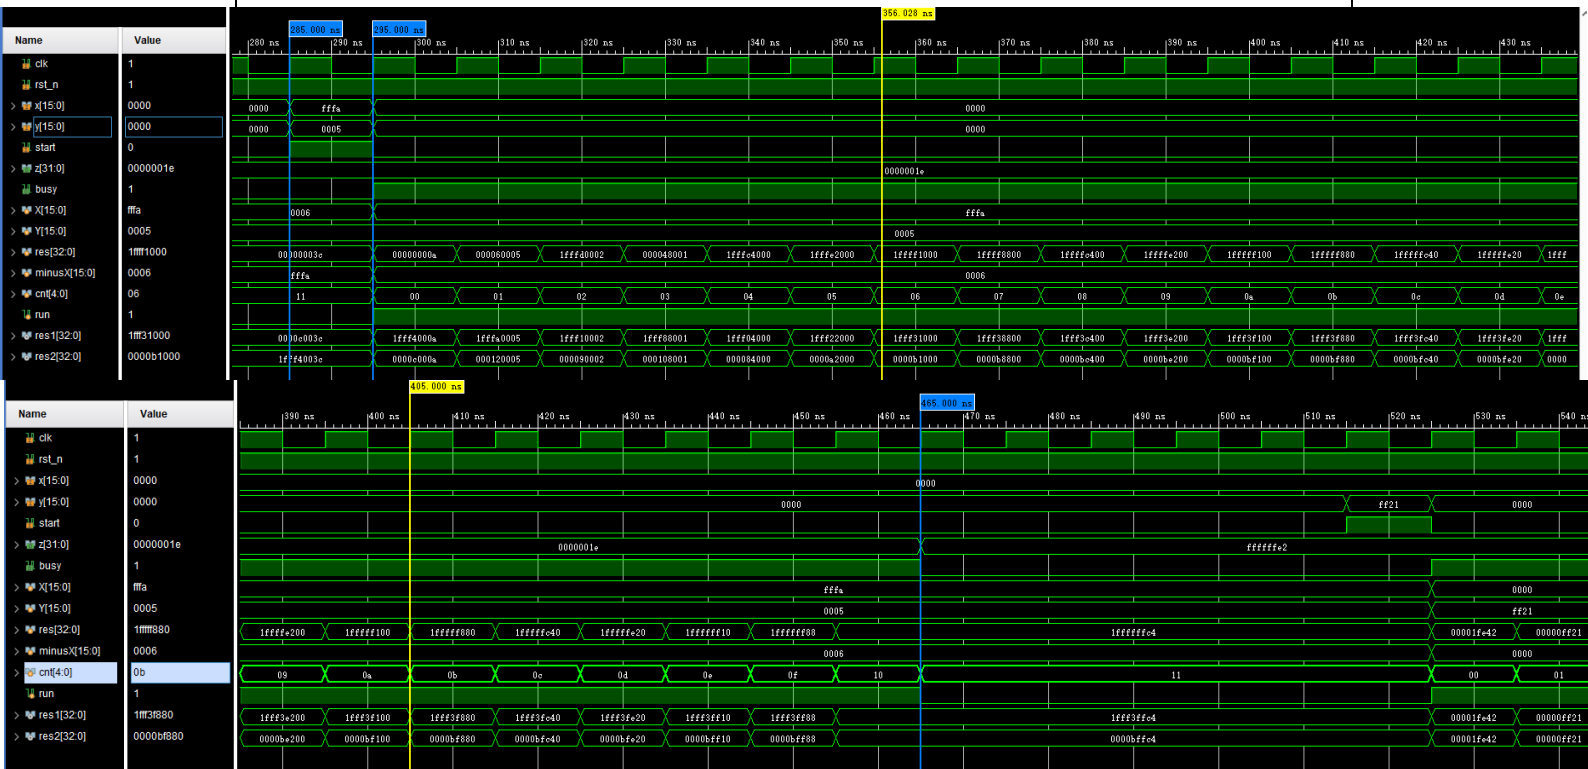 356.028 ns
285.000 ns 295.000 ns
Name Value 280 ns 290 ns 300 ns 310 ns 320 ns 330 ns 340 ns 350 ns 360 ns 370 ns 380 ns 390 ns 400 ns 410 ns 420 ns 430 ns
clk 1
rst_n 1
x[15:0] 0000 0000 fffa 0000
y[15:0] 0000 0000 0005 0000
start 0
z[31:0] 0000001e 0000001e
busy 1
X[15:0] fffa 0006 fffa
Y[15:0] 0005 0005
res[32:0] 1ffff1000 00000003c 00000000a 000060005 1fffd0002 000048001 1fffc4000 1fffe2000 1ffff1000 1ffff8800 1ffffc400 1ffffe200 1fffff100 1fffff880 1fffffc40 1fffffe20 1fff
minusX[15:0] 0006 fffa 0006
cnt[4:0] 06 11 00 01 02 03 04 05 06 07 08 09 0a 0b 0c 0d 0e
run 1
res1[32:0] 1fff31000 0000c003c 1fff4000a 1fffa0005 1fff10002 1fff88001 1fff04000 1fff22000 1fff31000 1fff38800 1fff3c400 1fff3e200 1fff3f100 1fff3f880 1fff3fc40 1fff3fe20 1fff
res2[32:0] 0000b1000 1fff4003c 0000c000a 000120005 000090002 000108001 000084000 0000a2000 0000b1000 0000b8800 0000bc400 0000be200 0000bf100 0000bf880 0000bfc40 0000bfe20 0000
405.000 ns
465.000 ns
Name Value 390 ns 400 ns 410 ns 420 ns 430 ns 440 ns 450 ns 460 ns 470 ns 480 ns 490 ns 500 ns 510 ns 520 ns 530 ns 540 ns
clk 1
rst_n 1
x[15:0] 0000 0000
y[15:0] 0000 0000 ff21 0000
start 0
z[31:0] 0000001e 0000001e ffffffe2
busy 1
X[15:0] fffa fffa 0000
Y[15:0] 0005 0005 ff21
res[32:0] 1fffff880 1ffffe200 1fffff100 1fffff880 1fffffc40 1fffffe20 1ffffff10 1ffffff88 1ffffffc4 00001fe42 00000ff21
minusX[15:0] 0006 0006 0000
cnt[4:0] 0b 09 0a 0b 0c 0d 0e 0f 10 11 00 01
run 1
res1[32:0] 1fff3f880 1fff3e200 1fff3f100 1fff3f880 1fff3fc40 1fff3fe20 1fff3ff10 1fff3ff88 1fff3ffc4 00001fe42 00000ff21
res2[32:0] 0000bf880 0000be200 0000bf100 0000bf880 0000bfc40 0000bfe20 0000bff10 0000bff88 0000bffc4 00001fe42 00000ff21